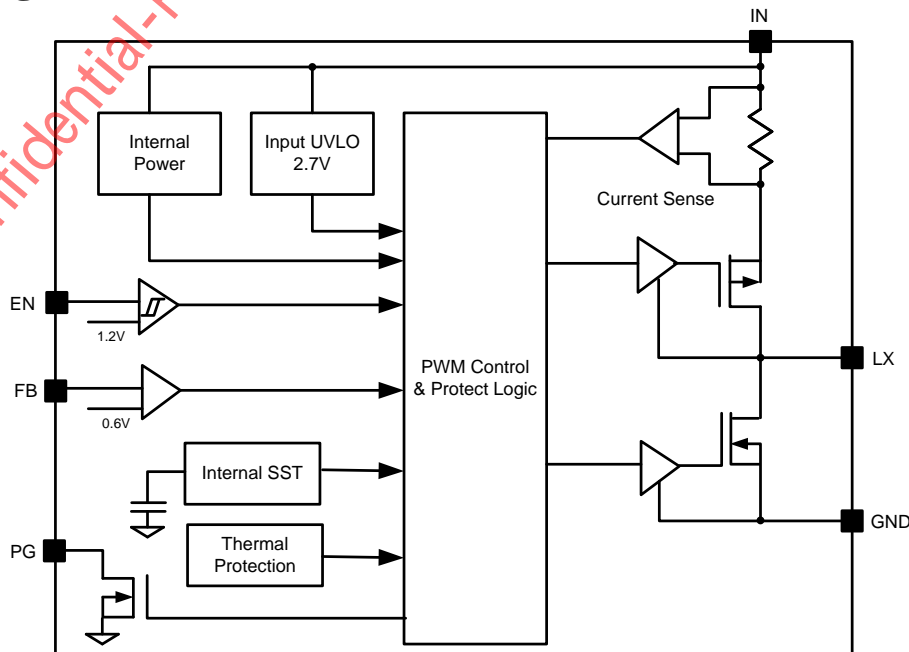 IN
Internal
Power
Input UVLO
2.7V
Current Sense
EN
1.2V
PWM Control
& Protect Logic
LX
FB
0.6V
Internal SST
GND
PG
Thermal
Protection